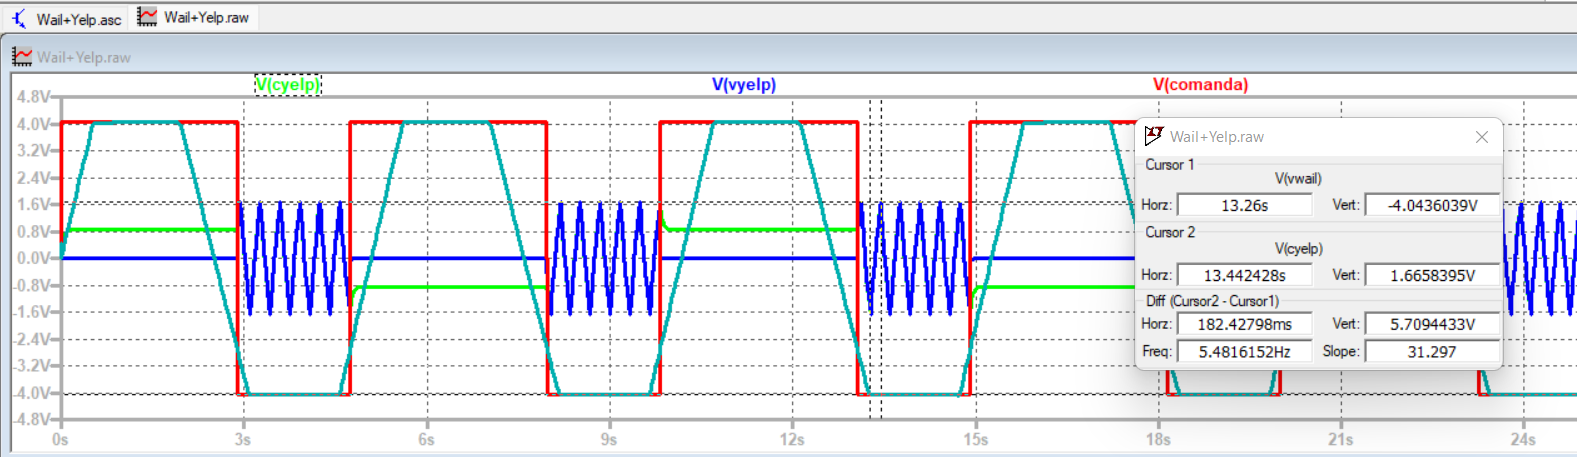 Wail+Yelp.asc Wail+Yelp.raw
Wail+Yelp.raw
V(cyelp) V(vyelp) V(comanda)
4.8V
4.0V
3.2V
2.4V
1.6V
0.8V
0.0V
-0.8V
-1.6V
-2.4V
-3.2V
-4.0V
-4.8V
0s 3s 6s 9s 12s 15s 18s 21s 24s
Wail+Yelp.raw
Cursor 1
V(vwail)
Horz: 13.26s Vert: -4.0436039V
Cursor 2
V(cyelp)
Horz: 13.442428s Vert: 1.6658395V
Diff (Cursor2 - Cursor1)
Horz: 182.42798ms Vert: 5.7094433V
Freq: 5.4816152Hz Slope: 31.297